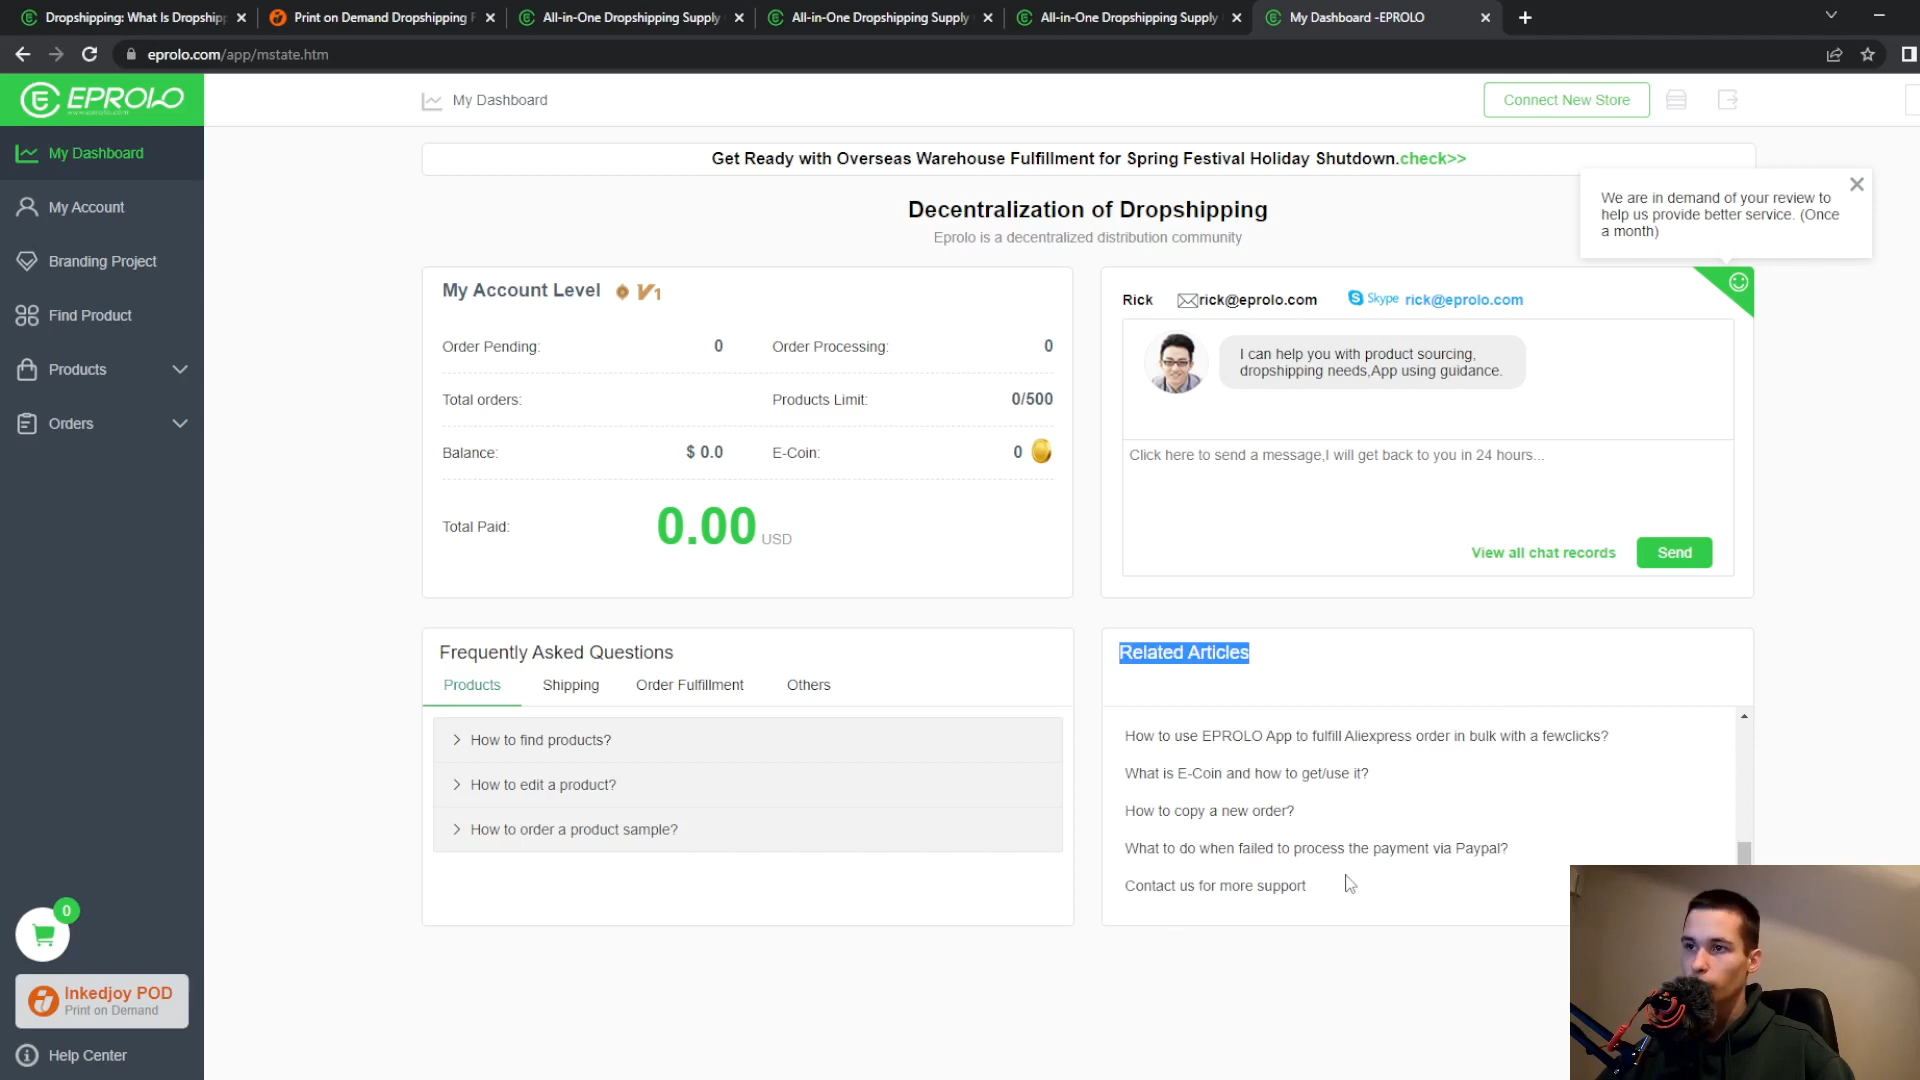 Dropshipping: What Is Dropship
Print on Demand Dropshipping F
All-in-One Dropshipping Supply
All-in-One Dropshipping Supply
All-in-One Dropshipping Supply
My Dashboard -EPROLO
eprolo.com/app/mstate.htm
EPROLO
www.eprolo.com
My Dashboard
Connect New Store
My Dashboard
My Account
Branding Project
Find Product
Products
Orders
0
Inkedjoy POD
Print on Demand
Help Center
Get Ready with Overseas Warehouse Fulfillment for Spring Festival Holiday Shutdown.check>>
We are in demand of your review to
help us provide better service. (Once
a month)
Decentralization of Dropshipping
Eprolo is a decentralized distribution community
My Account Level V1
Order Pending: 0 Order Processing: 0
Total orders: Products Limit: 0/500
Balance: $ 0.0 E-Coin: 0
Total Paid: 0.00 USD
Rick rick@eprolo.com Skype rick@eprolo.com
I can help you with product sourcing,
dropshipping needs,App using guidance.
Click here to send a message,I will get back to you in 24 hours...
View all chat records Send
Frequently Asked Questions
Products Shipping Order Fulfillment Others
How to find products?
How to edit a product?
How to order a product sample?
Related Articles
How to use EPROLO App to fulfill Aliexpress order in bulk with a fewclicks?
What is E-Coin and how to get/use it?
How to copy a new order?
What to do when failed to process the payment via Paypal?
Contact us for more support